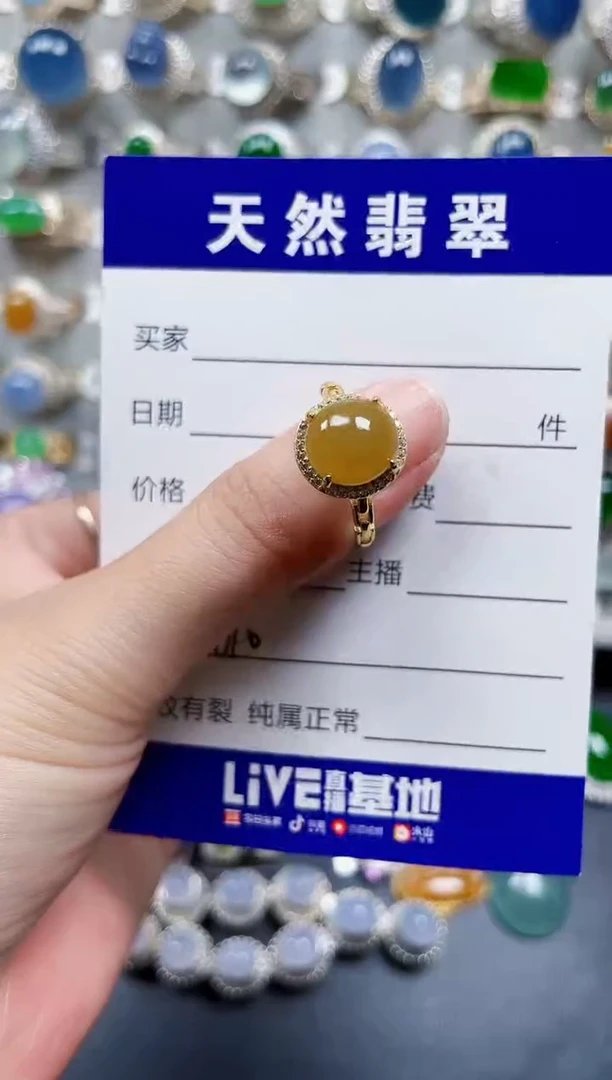 天然翡翠
买家
日期 件
价格 费
主播
有裂 纯属正常
LiVE直播基地